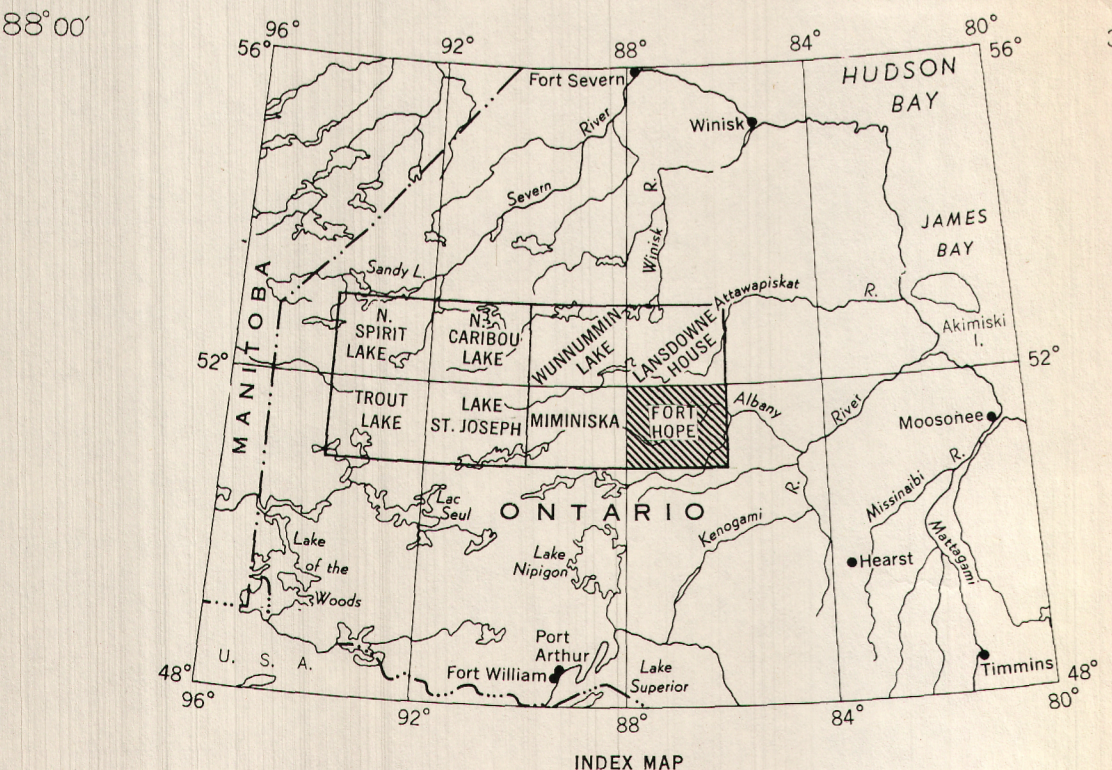 88°00'
96°
92°
88°
84°
80°
56°
56°
HUDSON
BAY
Fort Severn
River
Winisk
Severn
R.
Winisk
JAMES
BAY
Sandy L.
Attawapiskat
R.
Akimiski
I.
MANITOBA
N.
SPIRIT
LAKE
N.
CARIBOU
LAKE
WUNNUMMIN
LAKE
LANSDOWNE
HOUSE
52°
52°
TROUT
LAKE
LAKE
ST. JOSEPH
MIMINISKA
FORT
HOPE
Albany
River
Moosonee
R.
Missinaibi
R.
Lac
Seul
ONTARIO
Kenogami
Mattagami
Lake
of the
Woods
Lake
Nipigon
Hearst
U. S. A.
Port
Arthur
Fort William
Lake
Superior
Timmins
48°
48°
96°
92°
88°
84°
80°
INDEX MAP